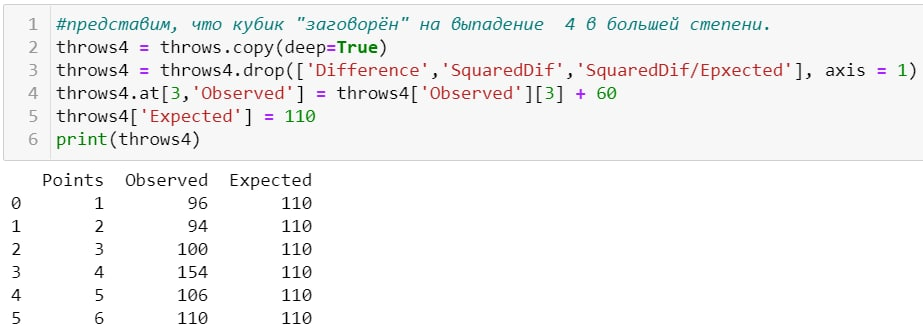 1 #представим, что кубик "заговорён" на выпадение  4 в большей степени.
2 throws4 = throws.copy(deep=True)
3 throws4 = throws4.drop(['Difference','SquaredDif','SquaredDif/Epxected'], axis = 1)
4 throws4.at[3,'Observed'] = throws4['Observed'][3] + 60
5 throws4['Expected'] = 110
6 print(throws4)
Points Observed Expected
0 1 96 110
1 2 94 110
2 3 100 110
3 4 154 110
4 5 106 110
5 6 110 110